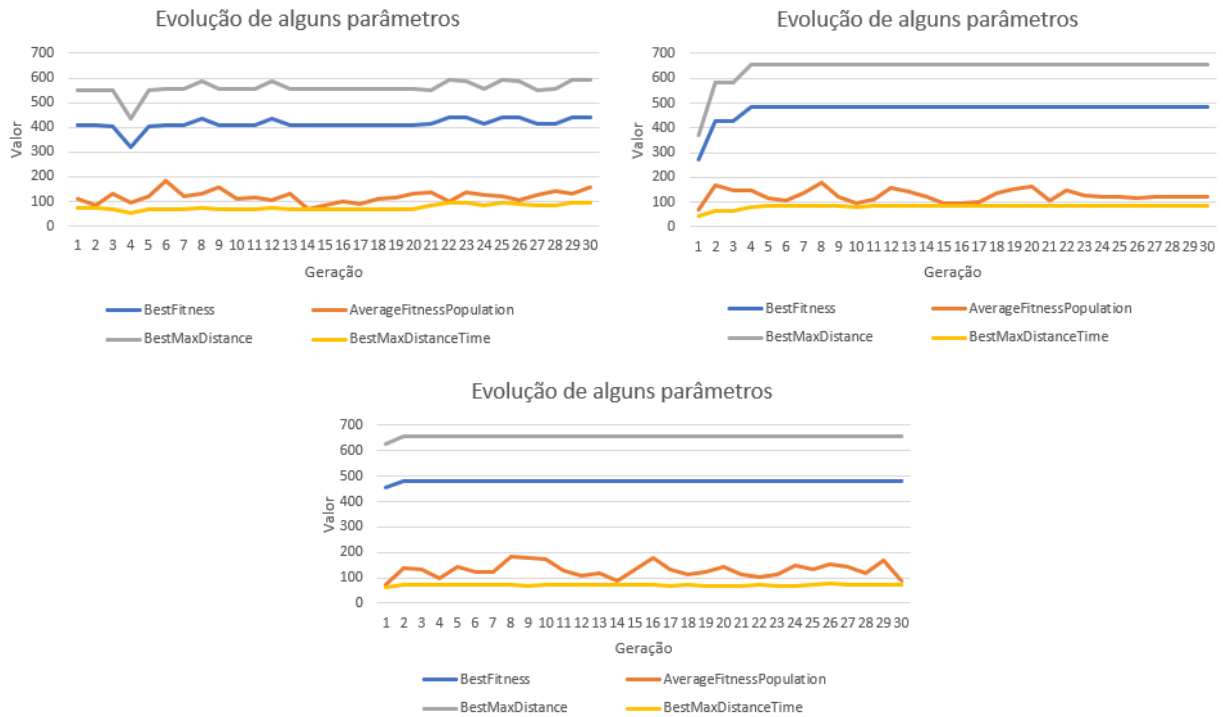 Evolução de alguns parâmetros
700
600
500
400
300
200
100
0
Valor
1 2 3 4 5 6 7 8 9 10 11 12 13 14 15 16 17 18 19 20 21 22 23 24 25 26 27 28 29 30
Geração
BestFitness AverageFitnessPopulation
BestMaxDistance BestMaxDistanceTime
Evolução de alguns parâmetros
700
600
500
400
300
200
100
0
Valor
1 2 3 4 5 6 7 8 9 10 11 12 13 14 15 16 17 18 19 20 21 22 23 24 25 26 27 28 29 30
Geração
BestFitness AverageFitnessPopulation
BestMaxDistance BestMaxDistanceTime
Evolução de alguns parâmetros
700
600
500
400
300
200
100
0
Valor
1 2 3 4 5 6 7 8 9 10 11 12 13 14 15 16 17 18 19 20 21 22 23 24 25 26 27 28 29 30
Geração
BestFitness AverageFitnessPopulation
BestMaxDistance BestMaxDistanceTime